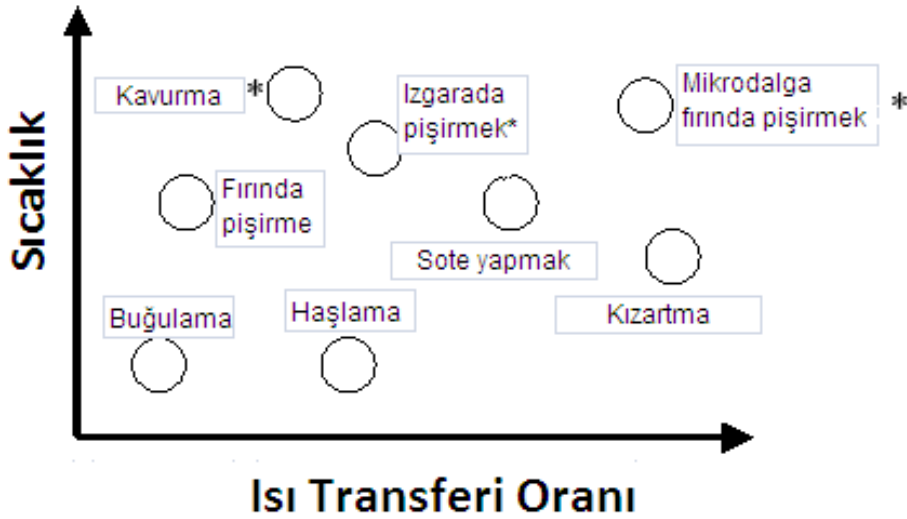 Sıcaklık
Kavurma *
Izgarada
pişirmek*
Mikrodalga
fırında pişirmek *
Fırında
pişirme
Sote yapmak
Buğulama
Haşlama
Kızartma
Isı Transferi Oranı